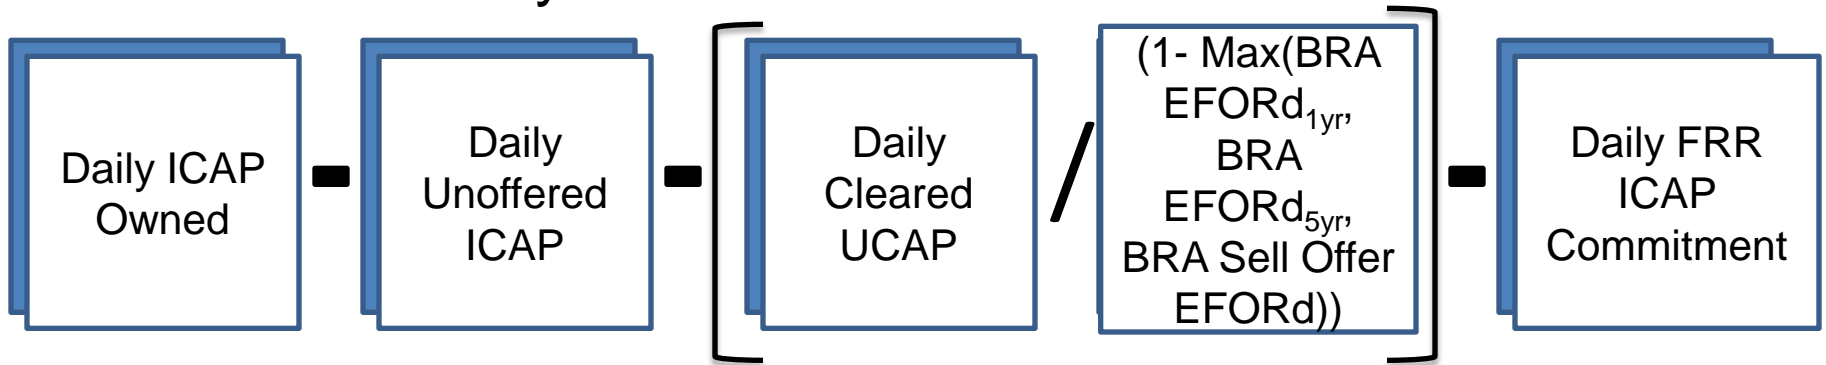 Daily ICAP
Owned
-
Daily
Unoffered
ICAP
-
[
Daily
Cleared
UCAP
/
(1- Max(BRA
EFORd1yr,
BRA
EFORd5yr,
BRA Sell Offer
EFORd))
]
-
Daily FRR
ICAP
Commitment